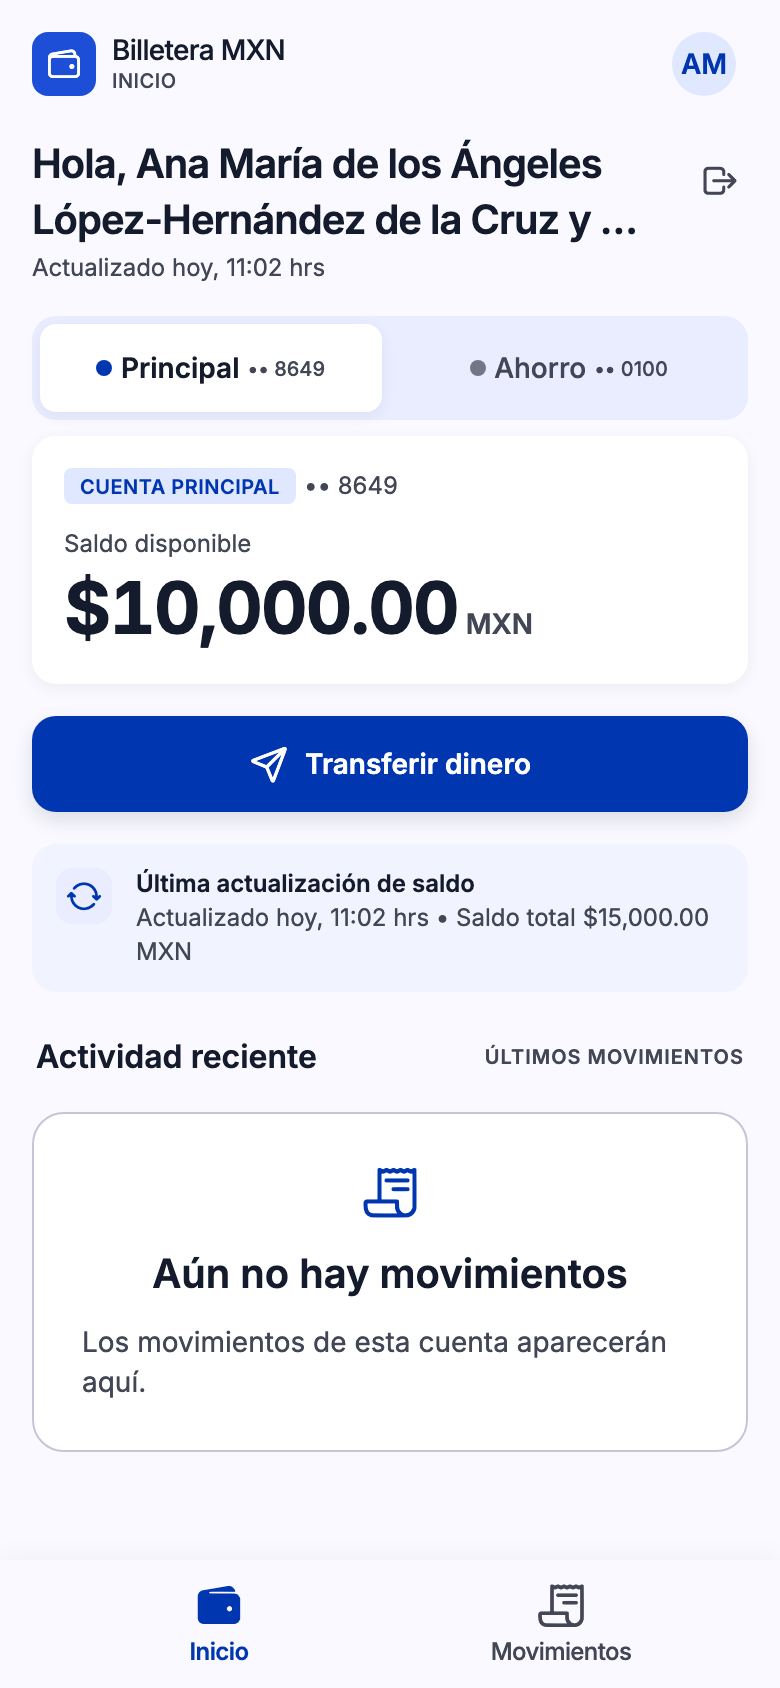 Billetera MXN
INICIO
AM
Hola, Ana María de los Ángeles
López-Hernández de la Cruz y ...
Actualizado hoy, 11:02 hrs
Principal •• 8649
Ahorro •• 0100
CUENTA PRINCIPAL •• 8649
Saldo disponible
$10,000.00 MXN
Transferir dinero
Última actualización de saldo
Actualizado hoy, 11:02 hrs • Saldo total $15,000.00
MXN
Actividad reciente
ÚLTIMOS MOVIMIENTOS
Aún no hay movimientos
Los movimientos de esta cuenta aparecerán
aquí.
Inicio
Movimientos